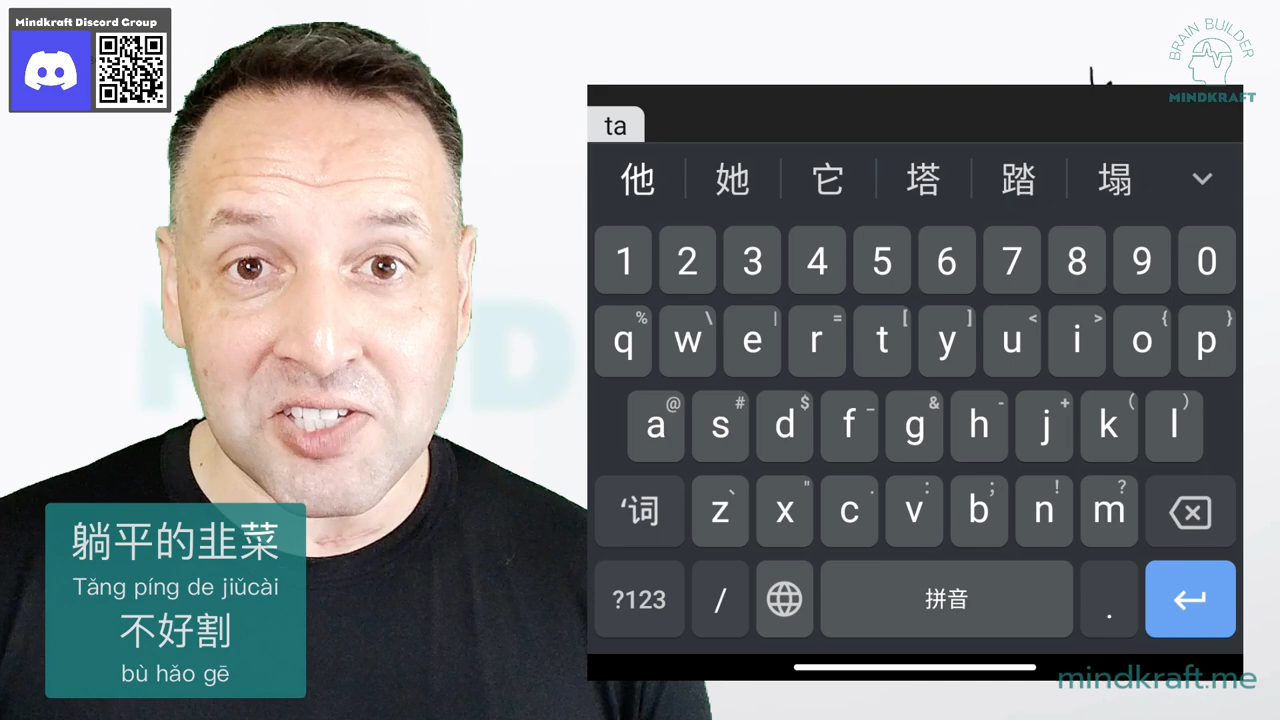 Mindkraft Discord Group
BRAIN BUILDER
MINDKRAFT
ta
他 她 它 塔 踏 塌
1 2 3 4 5 6 7 8 9 0
% \ | = [ ] < > { }
q w e r t y u i o p
@ # $ _ & - + ( )
a s d f g h j k l
` " . : ; ! ?
‘词 z x c v b n m
?123 / 拼音 .
躺平的韭菜
Tǎng píng de jiǔcài
不好割
bù hǎo gē
mindkraft.me